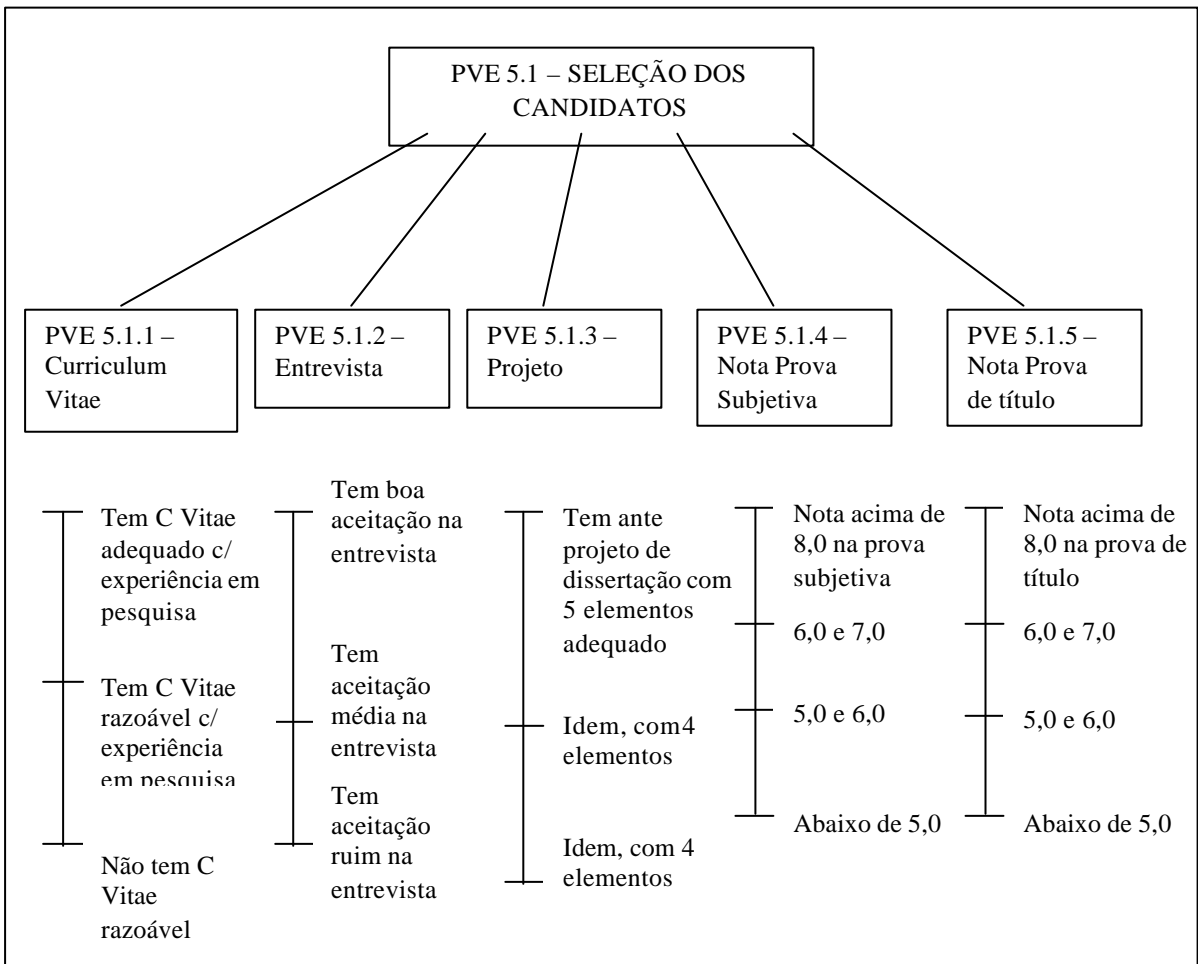 PVE 5.1 – SELEÇÃO DOS
CANDIDATOS
PVE 5.1.1 –
Curriculum
Vitae
PVE 5.1.2 –
Entrevista
PVE 5.1.3 –
Projeto
PVE 5.1.4 –
Nota Prova
Subjetiva
PVE 5.1.5 –
Nota Prova
de título
Tem C Vitae
adequado c/
experiência em
pesquisa
Tem C Vitae
razoável c/
experiência
em pesquisa
Não tem C
Vitae
razoável
Tem boa
aceitação na
entrevista
Tem
aceitação
média na
entrevista
Tem
aceitação
ruim na
entrevista
Tem ante
projeto de
dissertação com
5 elementos
adequado
Idem, com4
elementos
Idem, com 4
elementos
Nota acima de
8,0 na prova
subjetiva
6,0 e 7,0
5,0 e 6,0
Abaixo de 5,0
Nota acima de
8,0 na prova de
título
6,0 e 7,0
5,0 e 6,0
Abaixo de 5,0